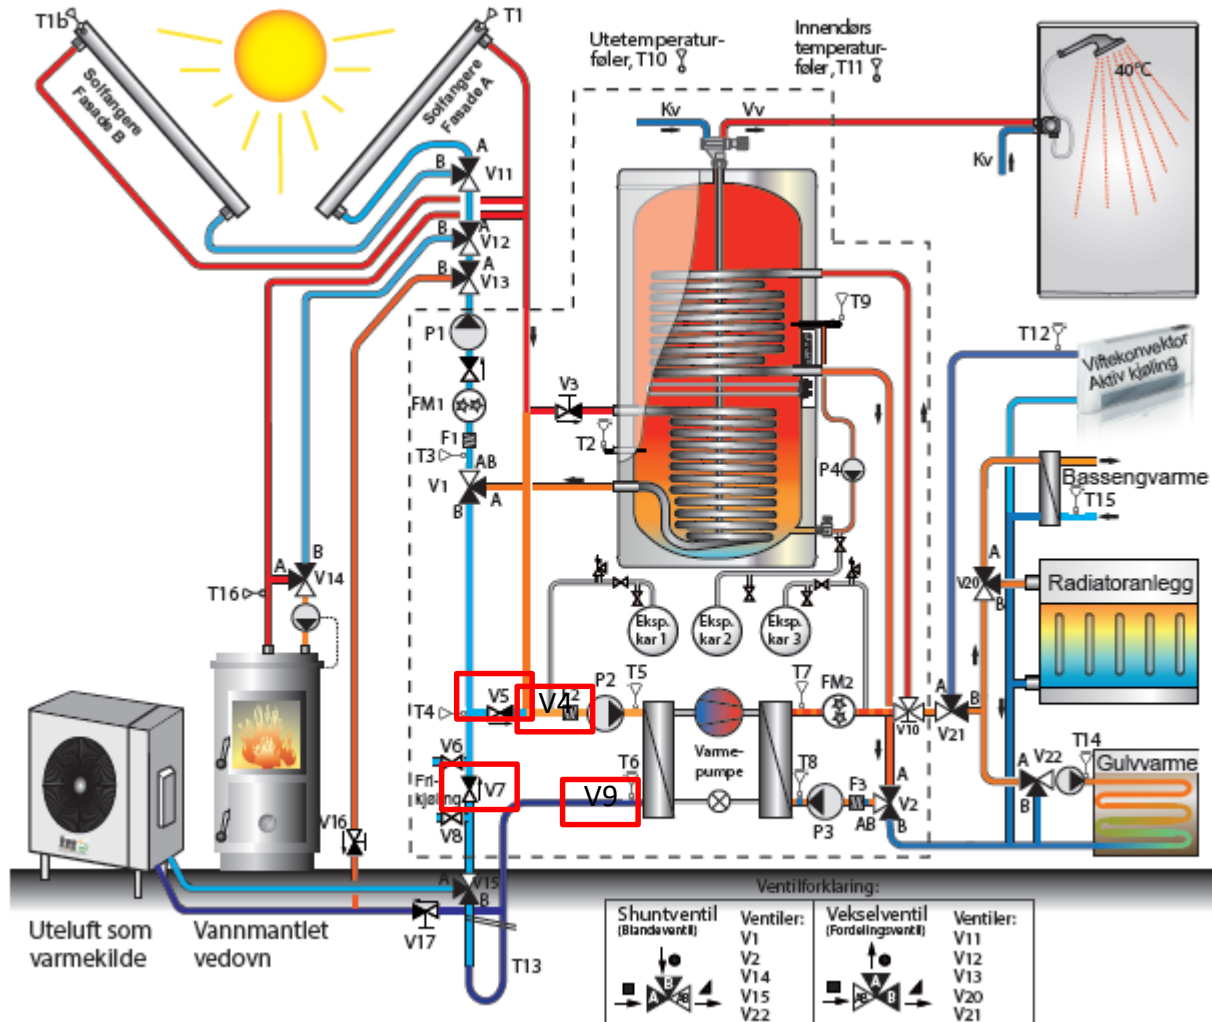 T1b
T1
Solfangere
Fasade B
Solfangere
Fasade A
Utetemperatur-
føler, T10
Innendørs
temperatur-
føler, T11
40°C
Kv
Vv
Kv
A
B
V11
B
A
V12
B
A
V13
P1
T9
T12
Viftekonvektor
Aktiv kjøling
V3
FM1
F1
T2
T3
AB
V1
A
B
P4
Bassengvarme
T15
B
A
V14
T16
A
V20
B
Radiatoranlegg
Eksp.
kar 1
Eksp.
kar 2
Eksp.
kar 3
V5
V4
2
P2
T5
T7
FM2
T4
V10
A
B
V21
V6
Fri-
kjøling
V7
V8
T6
V9
Varme-
pumpe
T8
F3
P3
AB
A
V2
B
A
V22
B
T14
Gulvvarme
V16
A
V15
B
V17
T13
Uteluft som
varmekilde
Vannmantlet
vedovn
Ventilforklaring:
Shuntventil
(Blandeventil)
A
B
AB
Ventiler:
V1
V2
V14
V15
V22
Vekselventil
(Fordelingsventil)
AB
A
B
Ventiler:
V11
V12
V13
V20
V21